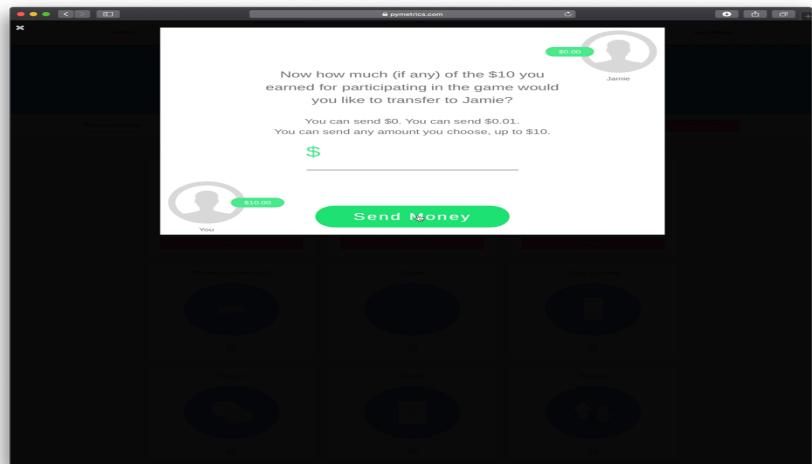 pymetrics.com
$0.00
Jamie
Now how much (if any) of the $10 you
earned for participating in the game would
you like to transfer to Jamie?
You can send $0. You can send $0.01.
You can send any amount you choose, up to $10.
$
$10.00
You
Send Money